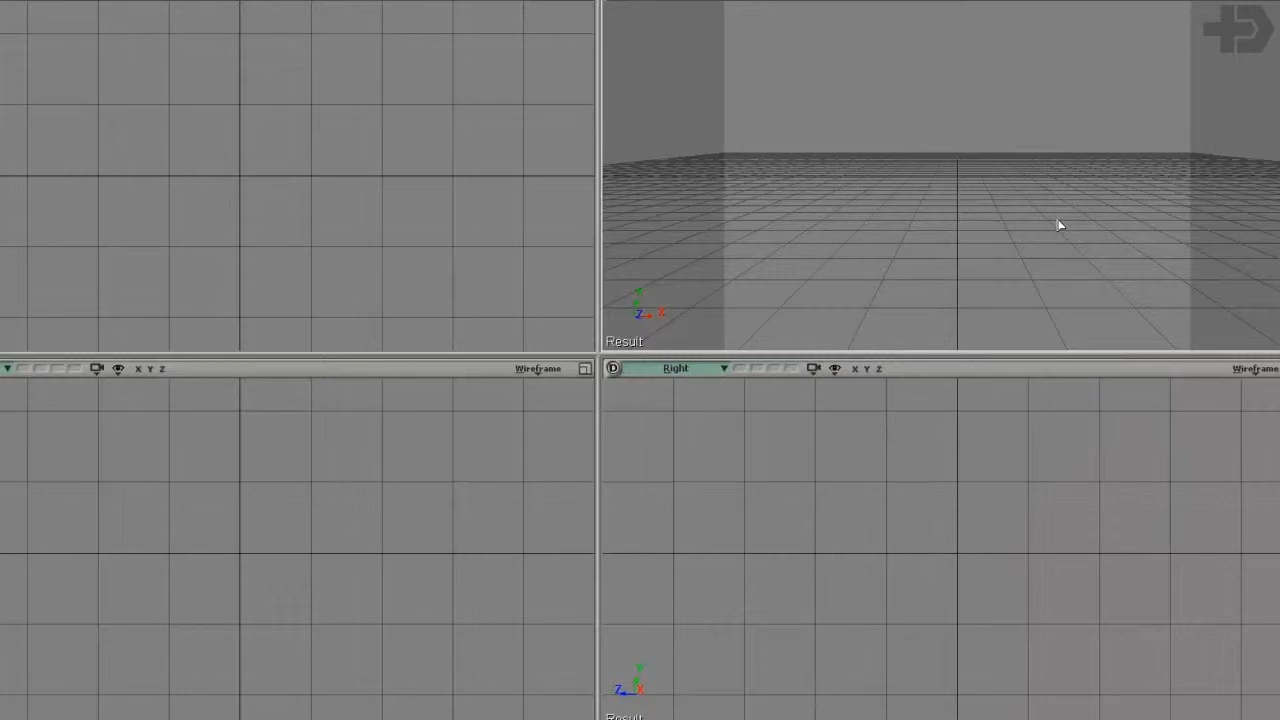 Y
Z X
Result
X Y Z Wireframe
D Right X Y Z Wireframe
Y
Z X
Result